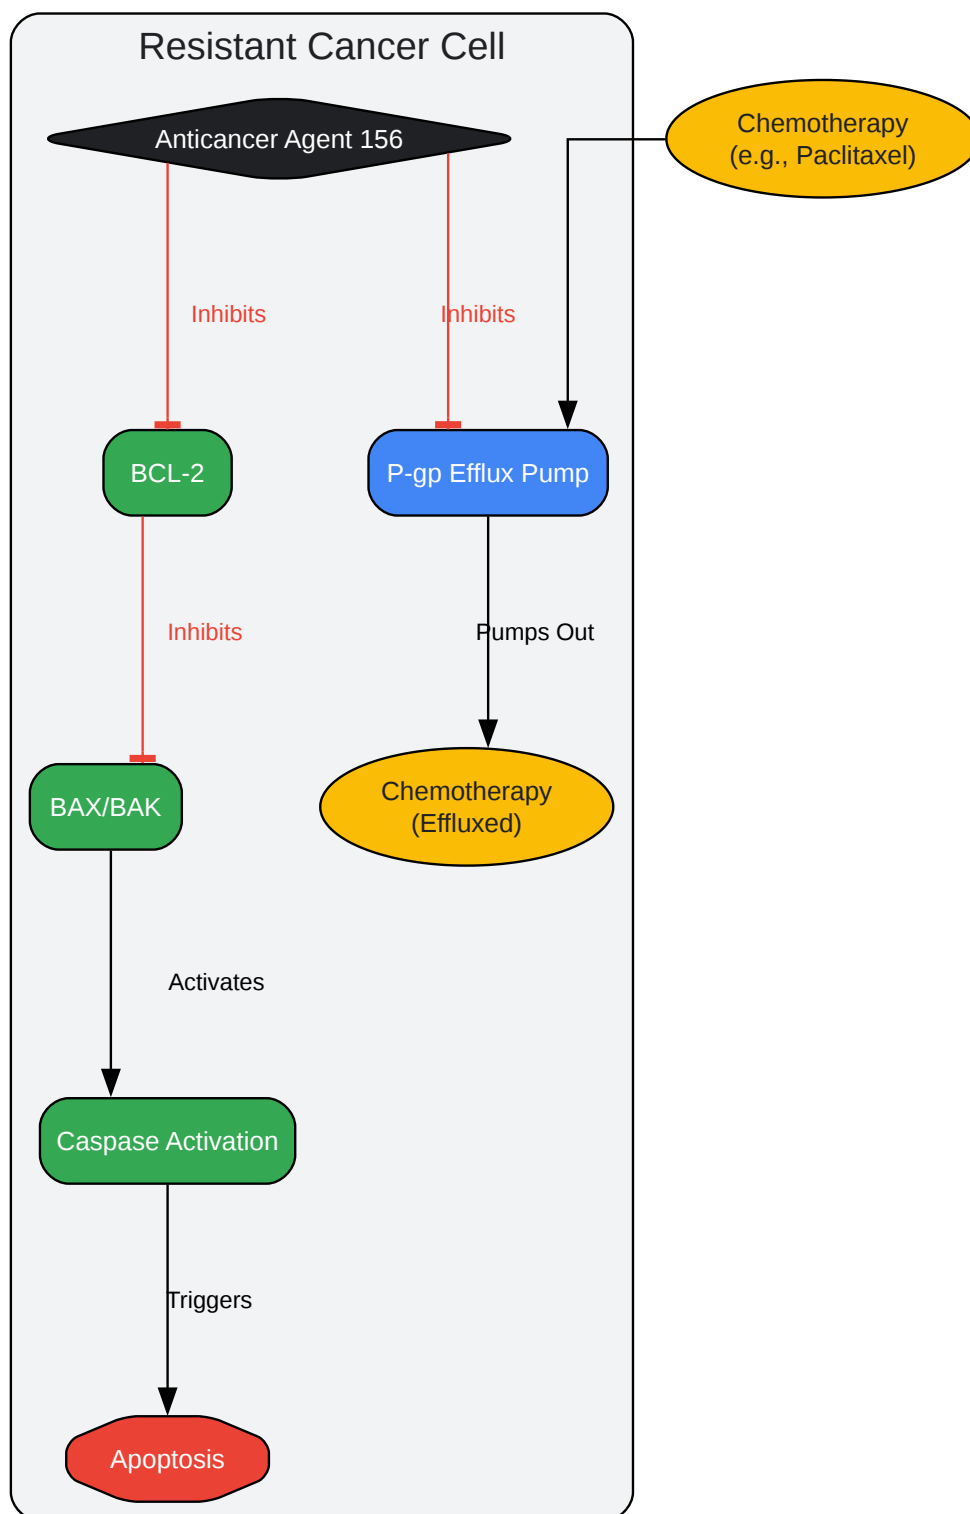 Resistant Cancer Cell
Anticancer Agent 156
Chemotherapy
(e.g., Paclitaxel)
Inhibits
Inhibits
BCL-2
P-gp Efflux Pump
Inhibits
Pumps Out
BAX/BAK
Chemotherapy
(Effluxed)
Activates
Caspase Activation
Triggers
Apoptosis